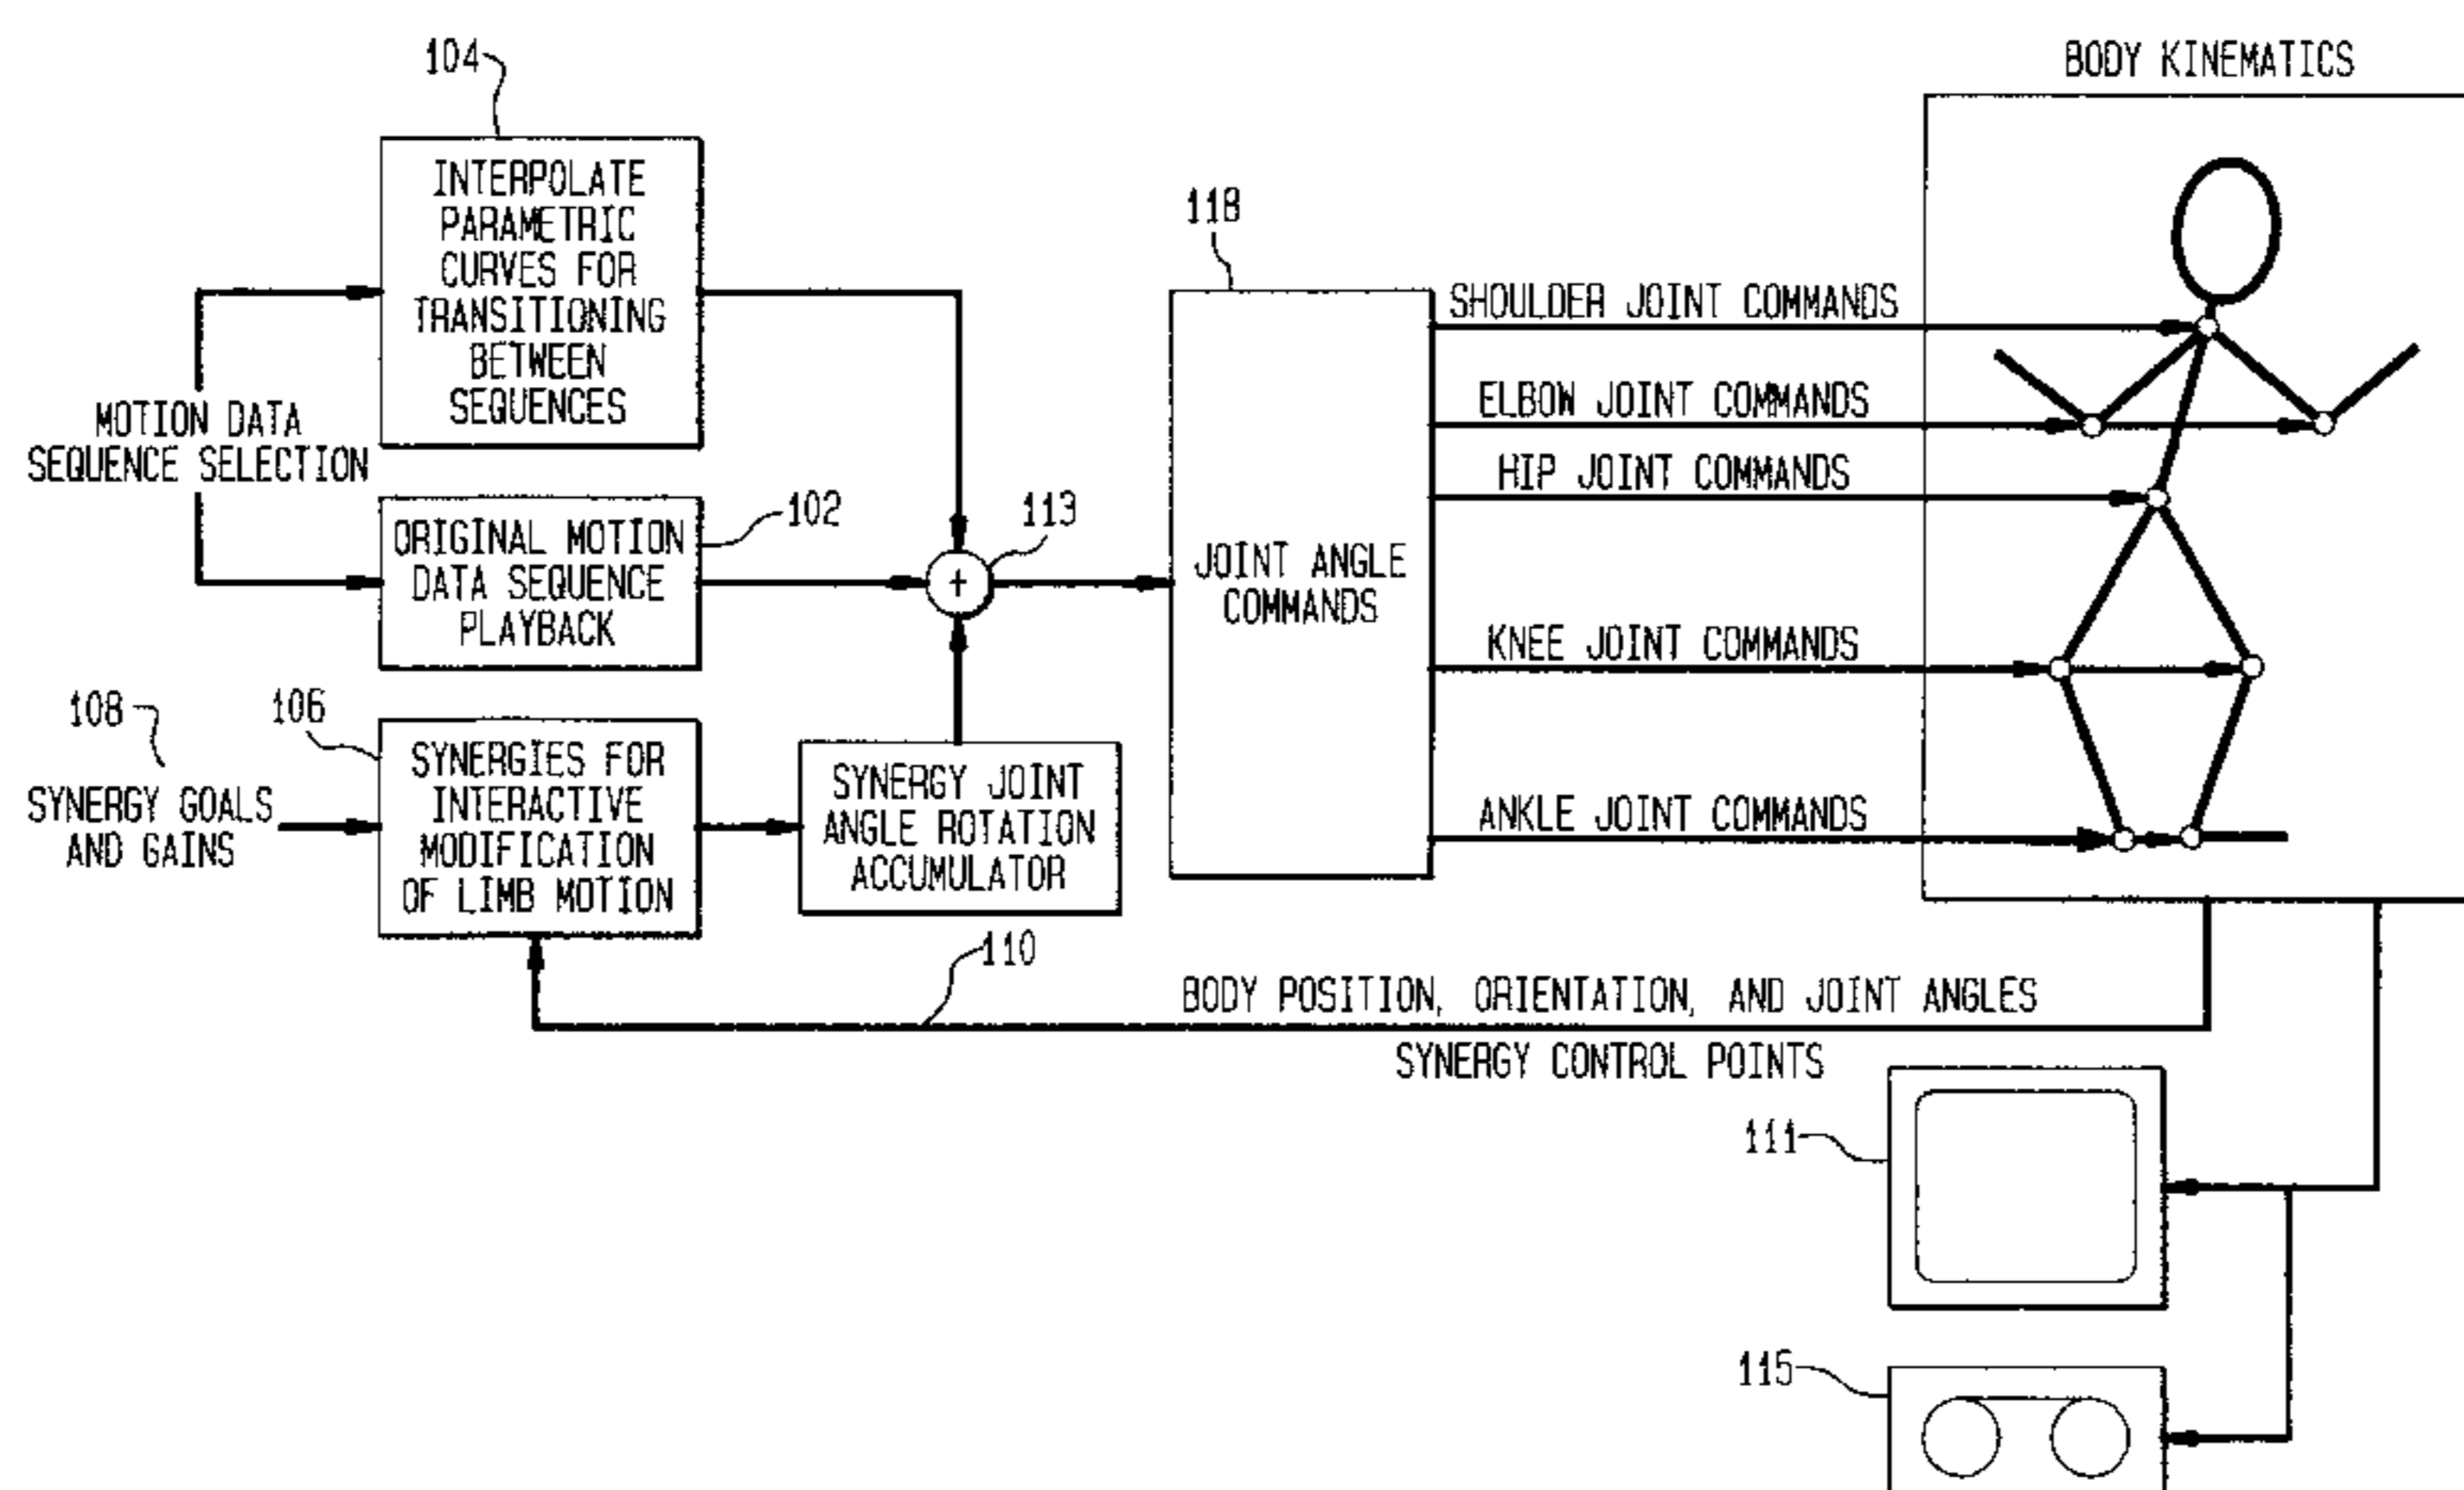 BODY KINEMATICS
104
INTERPOLATE
PARAMETRIC
CURVES FOR
TRANSITIONING
BETWEEN
SEQUENCES
MOTION DATA
SEQUENCE SELECTION
102
ORIGINAL MOTION
DATA SEQUENCE
PLAYBACK
113
+
118
JOINT ANGLE
COMMANDS
SHOULDER JOINT COMMANDS
ELBOW JOINT COMMANDS
HIP JOINT COMMANDS
KNEE JOINT COMMANDS
ANKLE JOINT COMMANDS
108
SYNERGY GOALS
AND GAINS
106
SYNERGIES FOR
INTERACTIVE
MODIFICATION
OF LIMB MOTION
SYNERGY JOINT
ANGLE ROTATION
ACCUMULATOR
110
BODY POSITION, ORIENTATION, AND JOINT ANGLES
SYNERGY CONTROL POINTS
111
115